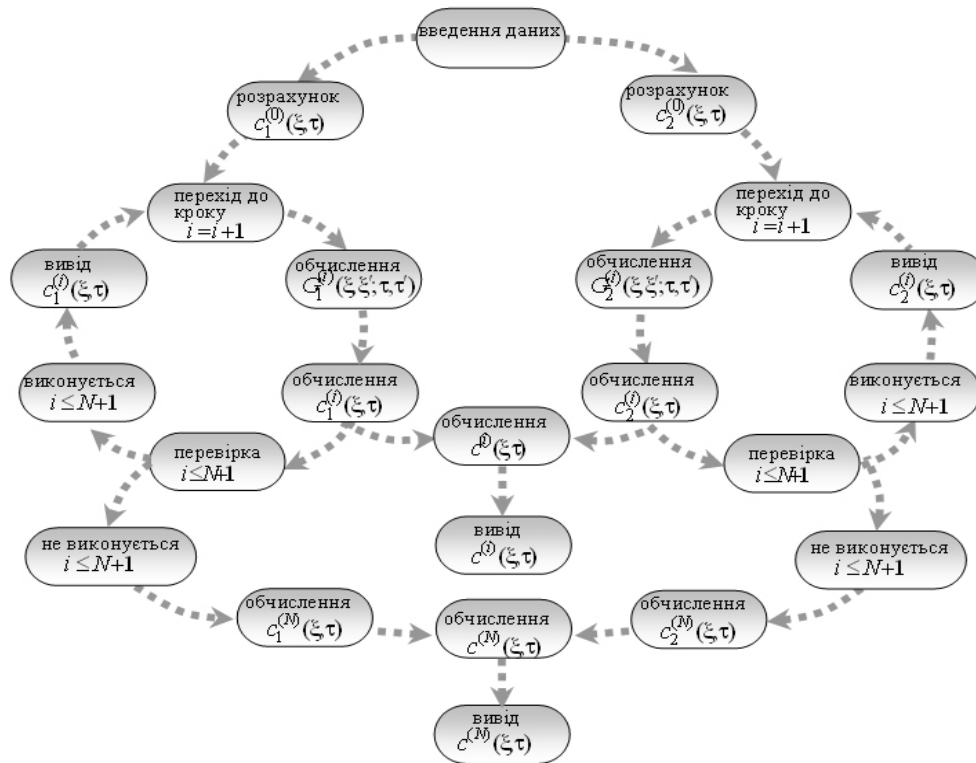 введення даних
розрахунок
c₁⁽⁰⁾(ξ,τ)
розрахунок
c₂⁽⁰⁾(ξ,τ)
перехід до
кроку
i=i+1
перехід до
кроку
i=i+1
вивід
c₁⁽ⁱ⁾(ξ,τ)
обчислення
G₁⁽ⁱ⁾(ξ,ξ′;τ,τ′)
обчислення
G₂⁽ⁱ⁾(ξ,ξ′;τ,τ′)
вивід
c₂⁽ⁱ⁾(ξ,τ)
виконується
i≤N+1
обчислення
c₁⁽ⁱ⁾(ξ,τ)
обчислення
c₂⁽ⁱ⁾(ξ,τ)
виконується
i≤N+1
обчислення
c⁽ⁱ⁾(ξ,τ)
перевірка
i≤N+1
перевірка
i≤N+1
вивід
c⁽ⁱ⁾(ξ,τ)
не виконується
i≤N+1
не виконується
i≤N+1
обчислення
c₁⁽ᴺ⁾(ξ,τ)
обчислення
c⁽ᴺ⁾(ξ,τ)
обчислення
c₂⁽ᴺ⁾(ξ,τ)
вивід
c⁽ᴺ⁾(ξ,τ)